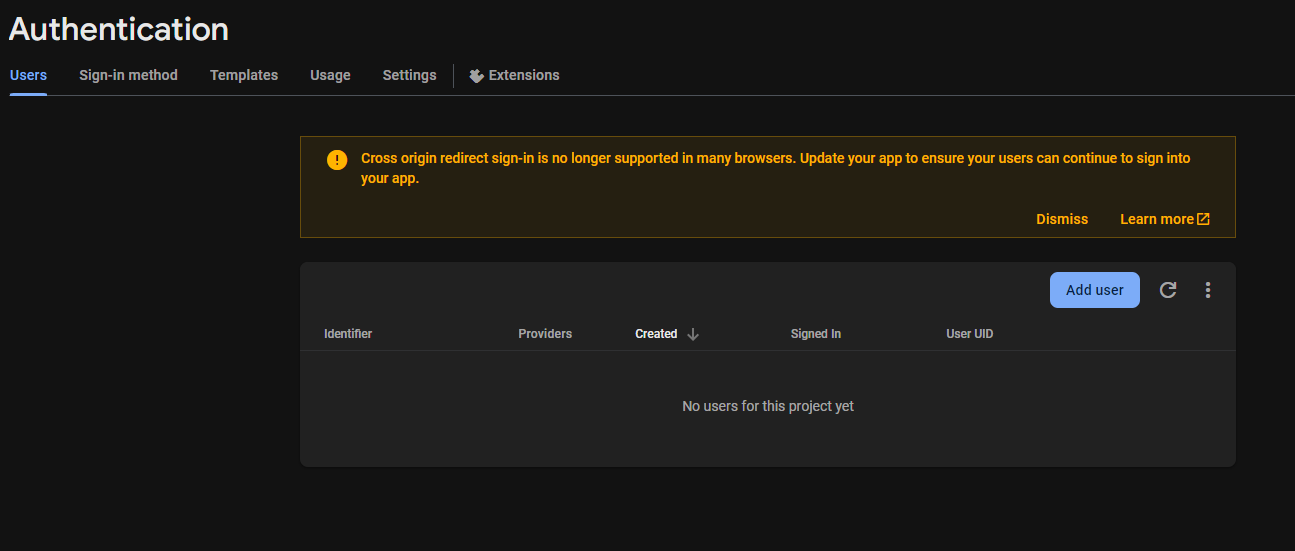 Authentication
Users Sign-in method Templates Usage Settings Extensions
Cross origin redirect sign-in is no longer supported in many browsers. Update your app to ensure your users can continue to sign into
your app.
Dismiss Learn more
Add user
Identifier Providers Created Signed In User UID
No users for this project yet